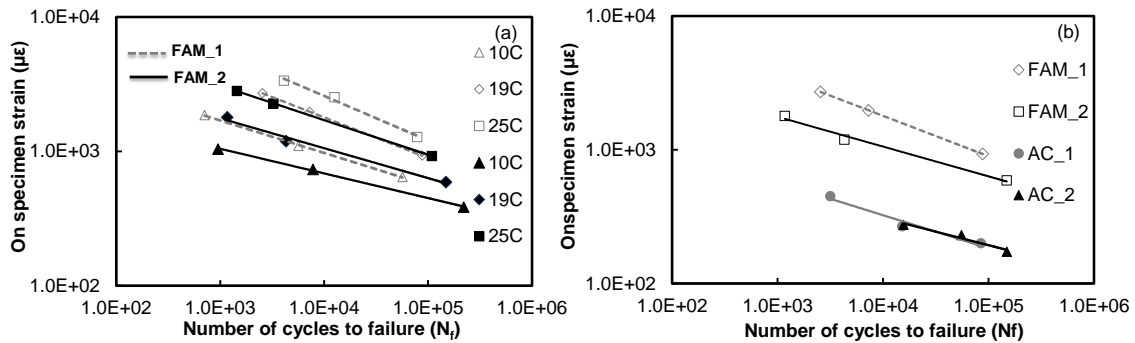 1.0E+04
1.0E+03
1.0E+02
On specimen strain (µε)
FAM_1
FAM_2
(a)
10C
19C
25C
10C
19C
25C
1.0E+02 1.0E+03 1.0E+04 1.0E+05 1.0E+06
Number of cycles to failure (Nf)
1.0E+04
1.0E+03
1.0E+02
Onspecimen strain (µε)
(b)
FAM_1
FAM_2
AC_1
AC_2
1.0E+02 1.0E+03 1.0E+04 1.0E+05 1.0E+06
Number of cycles to failure (Nf)